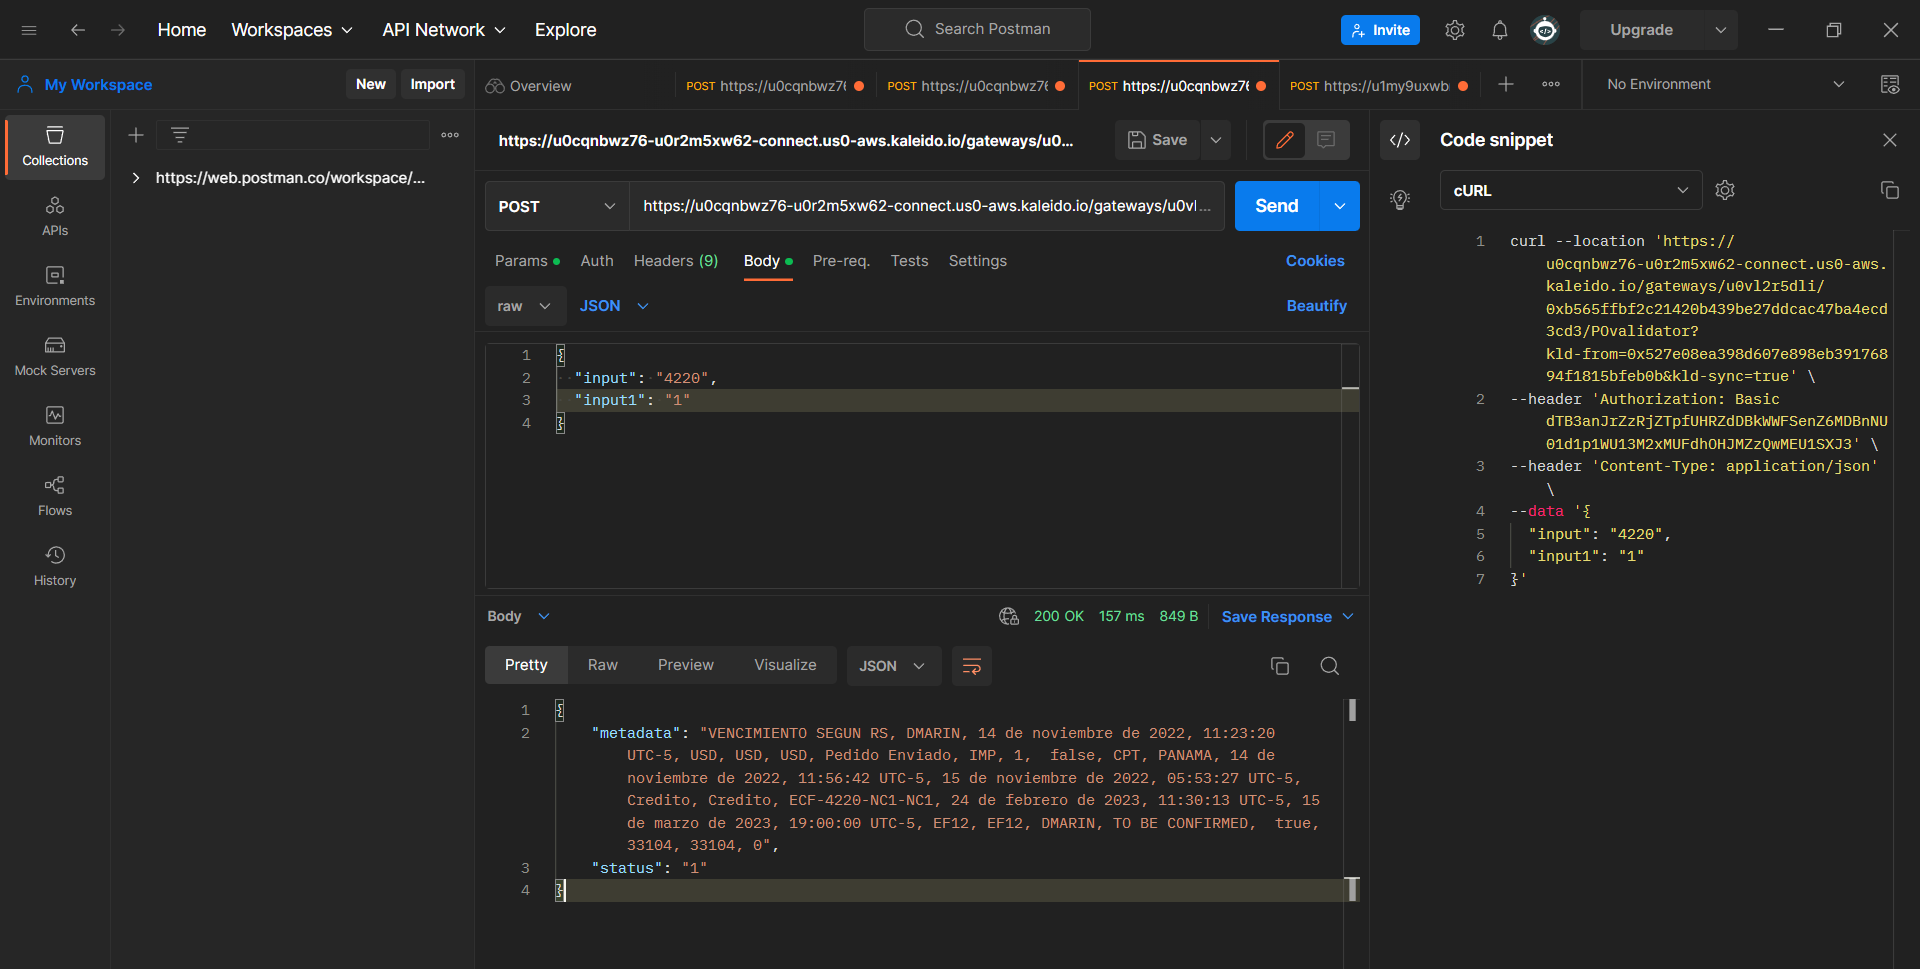 Home Workspaces API Network Explore Search Postman Invite Upgrade
My Workspace New Import Overview POST https://u0cqnbwz7 POST https://u0cqnbwz7 POST https://u0cqnbwz7 POST https://u1my9uxwb No Environment
Collections
APIs
Environments
Mock Servers
Monitors
Flows
History
https://web.postman.co/workspace/...
https://u0cqnbwz76-u0r2m5xw62-connect.us0-aws.kaleido.io/gateways/u0... Save
POST https://u0cqnbwz76-u0r2m5xw62-connect.us0-aws.kaleido.io/gateways/u0vl... Send
Params Auth Headers (9) Body Pre-req. Tests Settings Cookies
raw JSON Beautify
1 {
2 "input": "4220",
3 "input1": "1"
4 }
Body 200 OK 157 ms 849 B Save Response
Pretty Raw Preview Visualize JSON
1 {
2 "metadata": "VENCIMIENTO SEGUN RS, DMARIN, 14 de noviembre de 2022, 11:23:20
UTC-5, USD, USD, USD, Pedido Enviado, IMP, 1,  false, CPT, PANAMA, 14 de
noviembre de 2022, 11:56:42 UTC-5, 15 de noviembre de 2022, 05:53:27 UTC-5,
Credito, Credito, ECF-4220-NC1-NC1, 24 de febrero de 2023, 11:30:13 UTC-5, 15
de marzo de 2023, 19:00:00 UTC-5, EF12, EF12, DMARIN, TO BE CONFIRMED,  true,
33104, 33104, 0",
3 "status": "1"
4 }
Code snippet
cURL
1 curl --location 'https://
u0cqnbwz76-u0r2m5xw62-connect.us0-aws.
kaleido.io/gateways/u0vl2r5dli/
0xb565ffbf2c21420b439be27ddcac47ba4ecd
3cd3/POvalidator?
kld-from=0x527e08ea398d607e898eb391768
94f1815bfeb0b&kld-sync=true' \
2 --header 'Authorization: Basic
dTB3anJrZzRjZTpfUHRZdDBkWWFSenZ6MDBnNU
01d1p1WU13M2xMUFdhOHJMZzQwMEU1SXJ3' \
3 --header 'Content-Type: application/json'
\
4 --data '{
5 "input": "4220",
6 "input1": "1"
7 }'